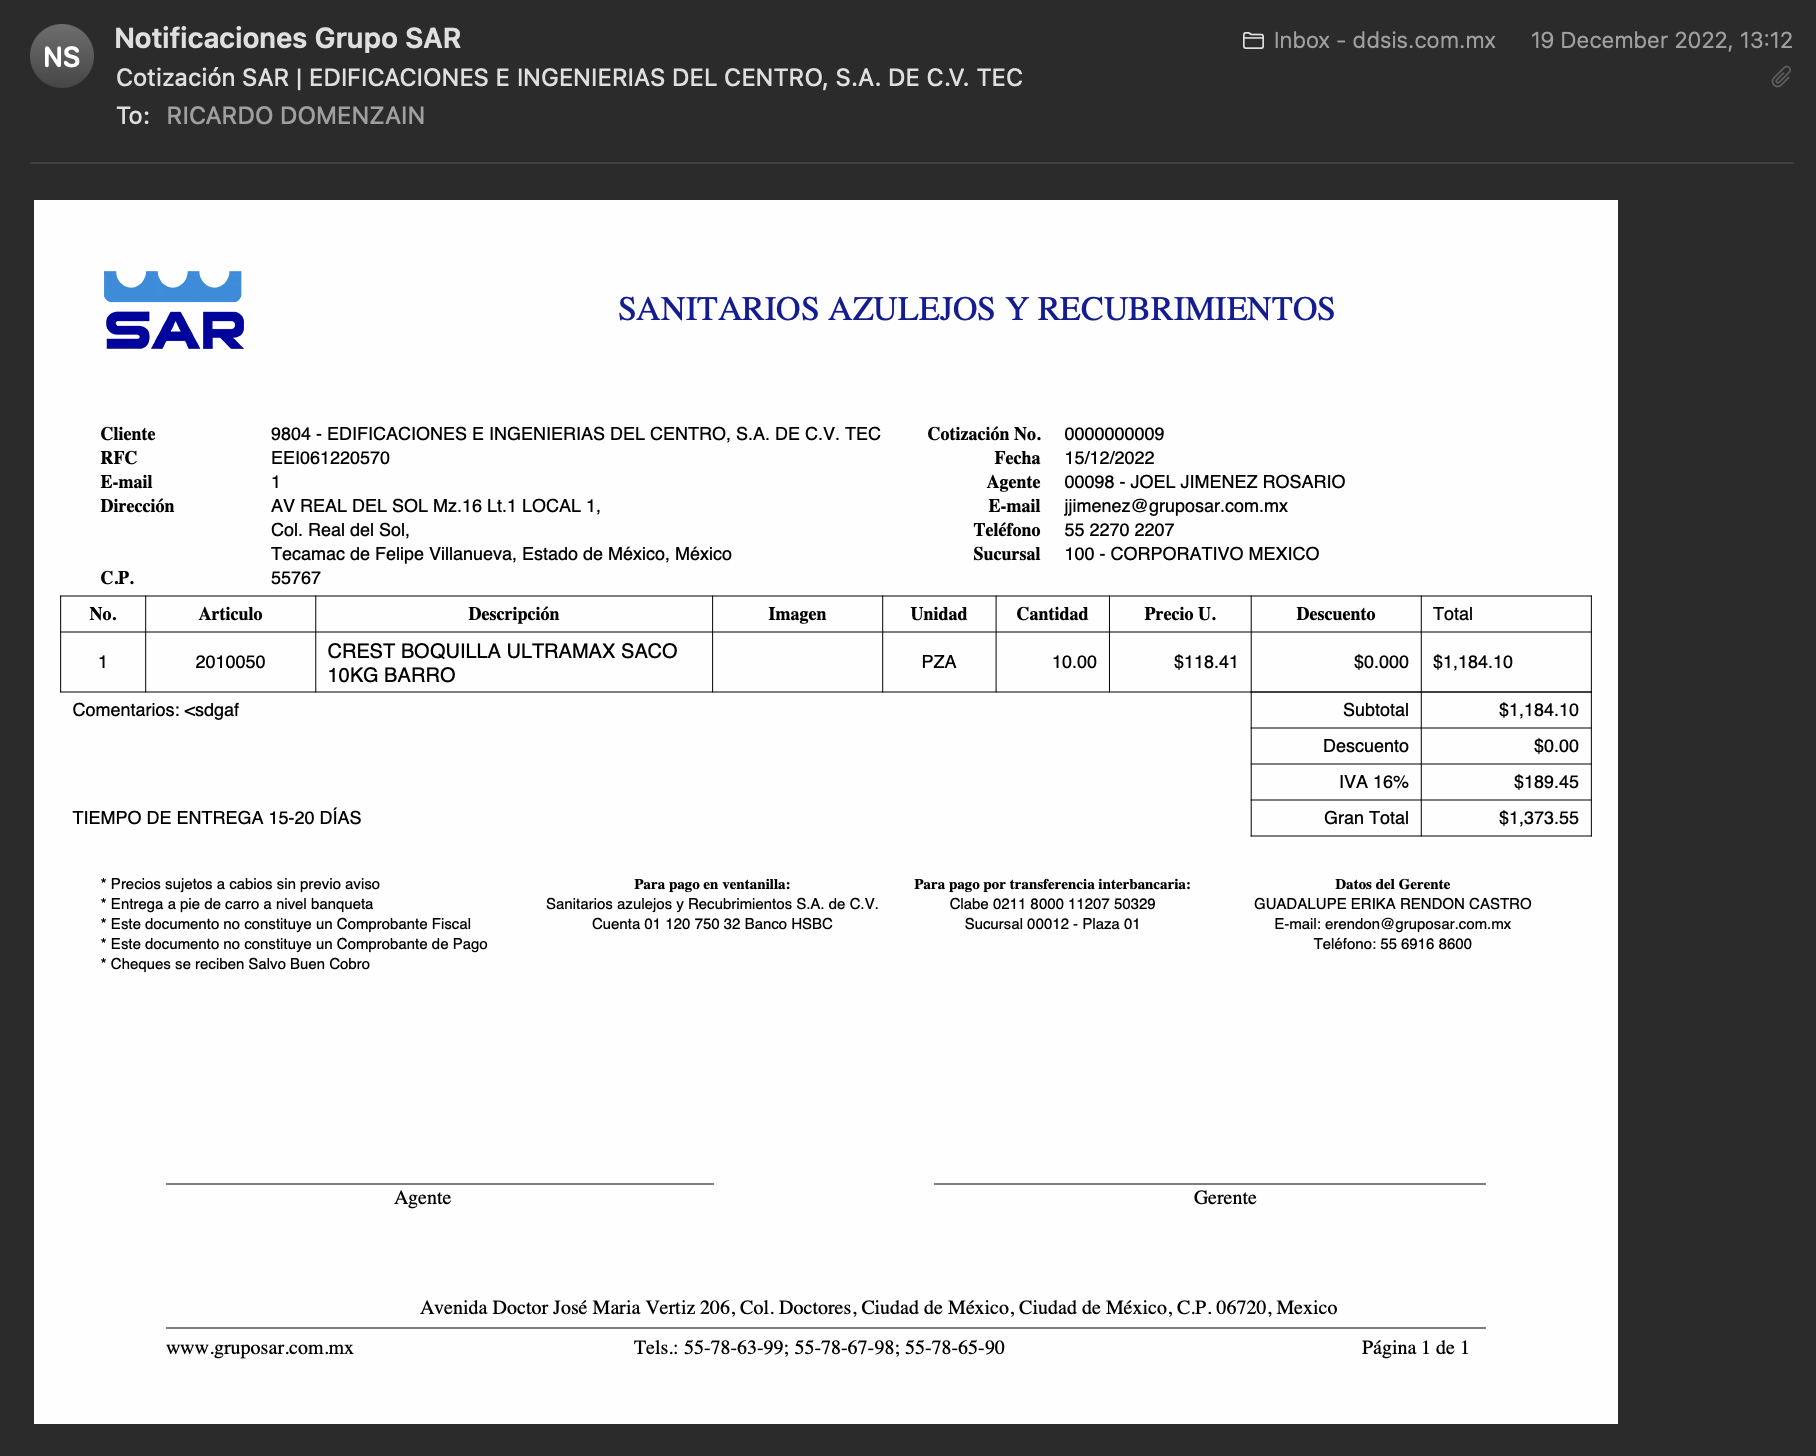 NS
Notificaciones Grupo SAR
Inbox - ddsis.com.mx 19 December 2022, 13:12
Cotización SAR | EDIFICACIONES E INGENIERIAS DEL CENTRO, S.A. DE C.V. TEC
To: RICARDO DOMENZAIN
SAR
SANITARIOS AZULEJOS Y RECUBRIMIENTOS
Cliente 9804 - EDIFICACIONES E INGENIERIAS DEL CENTRO, S.A. DE C.V. TEC Cotización No. 0000000009
RFC EEI061220570 Fecha 15/12/2022
E-mail 1 Agente 00098 - JOEL JIMENEZ ROSARIO
Dirección AV REAL DEL SOL Mz.16 Lt.1 LOCAL 1, E-mail jjimenez@gruposar.com.mx
Col. Real del Sol, Teléfono 55 2270 2207
Tecamac de Felipe Villanueva, Estado de México, México Sucursal 100 - CORPORATIVO MEXICO
C.P. 55767
No. Articulo Descripción Imagen Unidad Cantidad Precio U. Descuento Total
1 2010050 CREST BOQUILLA ULTRAMAX SACO PZA 10.00 $118.41 $0.000 $1,184.10
10KG BARRO
Comentarios: <sdgaf Subtotal $1,184.10
Descuento $0.00
IVA 16% $189.45
TIEMPO DE ENTREGA 15-20 DÍAS Gran Total $1,373.55
* Precios sujetos a cabios sin previo aviso Para pago en ventanilla: Para pago por transferencia interbancaria: Datos del Gerente
* Entrega a pie de carro a nivel banqueta Sanitarios azulejos y Recubrimientos S.A. de C.V. Clabe 0211 8000 11207 50329 GUADALUPE ERIKA RENDON CASTRO
* Este documento no constituye un Comprobante Fiscal Cuenta 01 120 750 32 Banco HSBC Sucursal 00012 - Plaza 01 E-mail: erendon@gruposar.com.mx
* Este documento no constituye un Comprobante de Pago Teléfono: 55 6916 8600
* Cheques se reciben Salvo Buen Cobro
Agente Gerente
Avenida Doctor José Maria Vertiz 206, Col. Doctores, Ciudad de México, Ciudad de México, C.P. 06720, Mexico
www.gruposar.com.mx Tels.: 55-78-63-99; 55-78-67-98; 55-78-65-90 Página 1 de 1